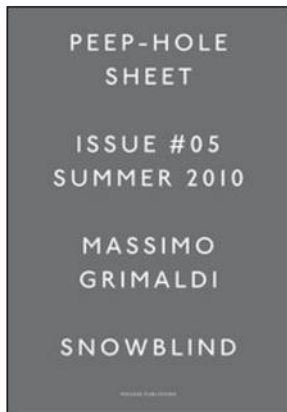 PEEP-HOLE
SHEET
ISSUE #05
SUMMER 2010
MASSIMO
GRIMALDI
SNOWBLIND